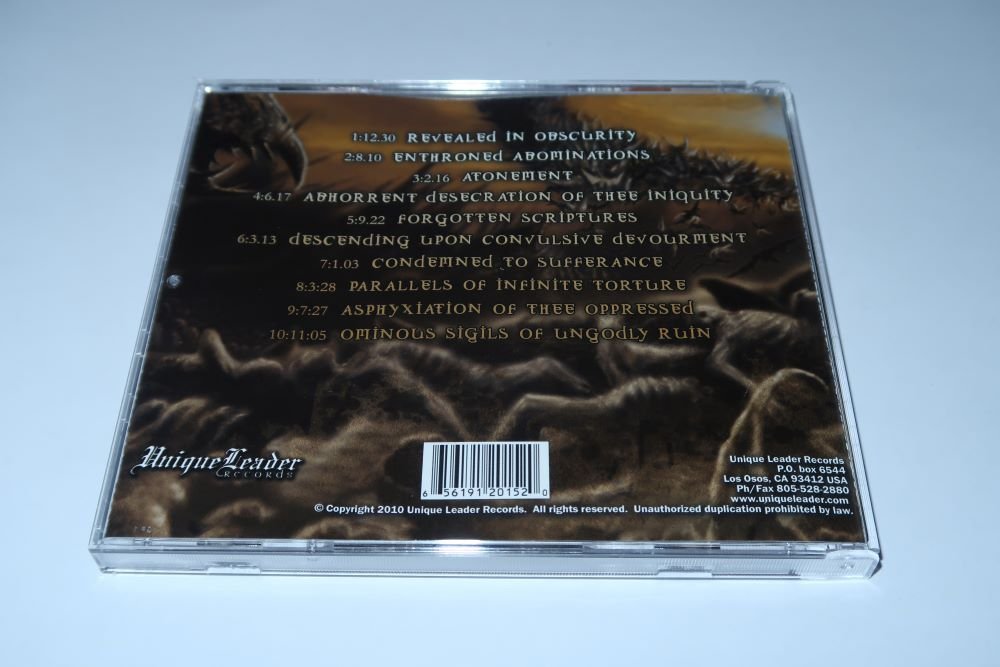 1:12.30 REVEALED IN OBSCURITY
2:8.10 ENTHRONED ABOMINATIONS
3:2.16 ATONEMENT
4:6.17 ABHORRENT DESECRATION OF THEE INIQUITY
5:9.22 FORGOTTEN SCRIPTURES
6:3.13 DESCENDING UPON CONVULSIVE DEVOURMENT
7:1.03 CONDEMNED TO SUFFERANCE
8:3:28 PARALLELS OF INFINITE TORTURE
9:7:27 ASPHYXIATION OF THEE OPPRESSED
10:11:05 OMINOUS SIGILS OF UNGODLY RUIN
Unique Leader
RECORDS
6 56191 20152 0
Unique Leader Records
P.O. box 6544
Los Osos, CA 93412 USA
Ph/Fax 805-528-2880
www.uniqueleader.com
© Copyright 2010 Unique Leader Records. All rights reserved. Unauthorized duplication prohibited by law.